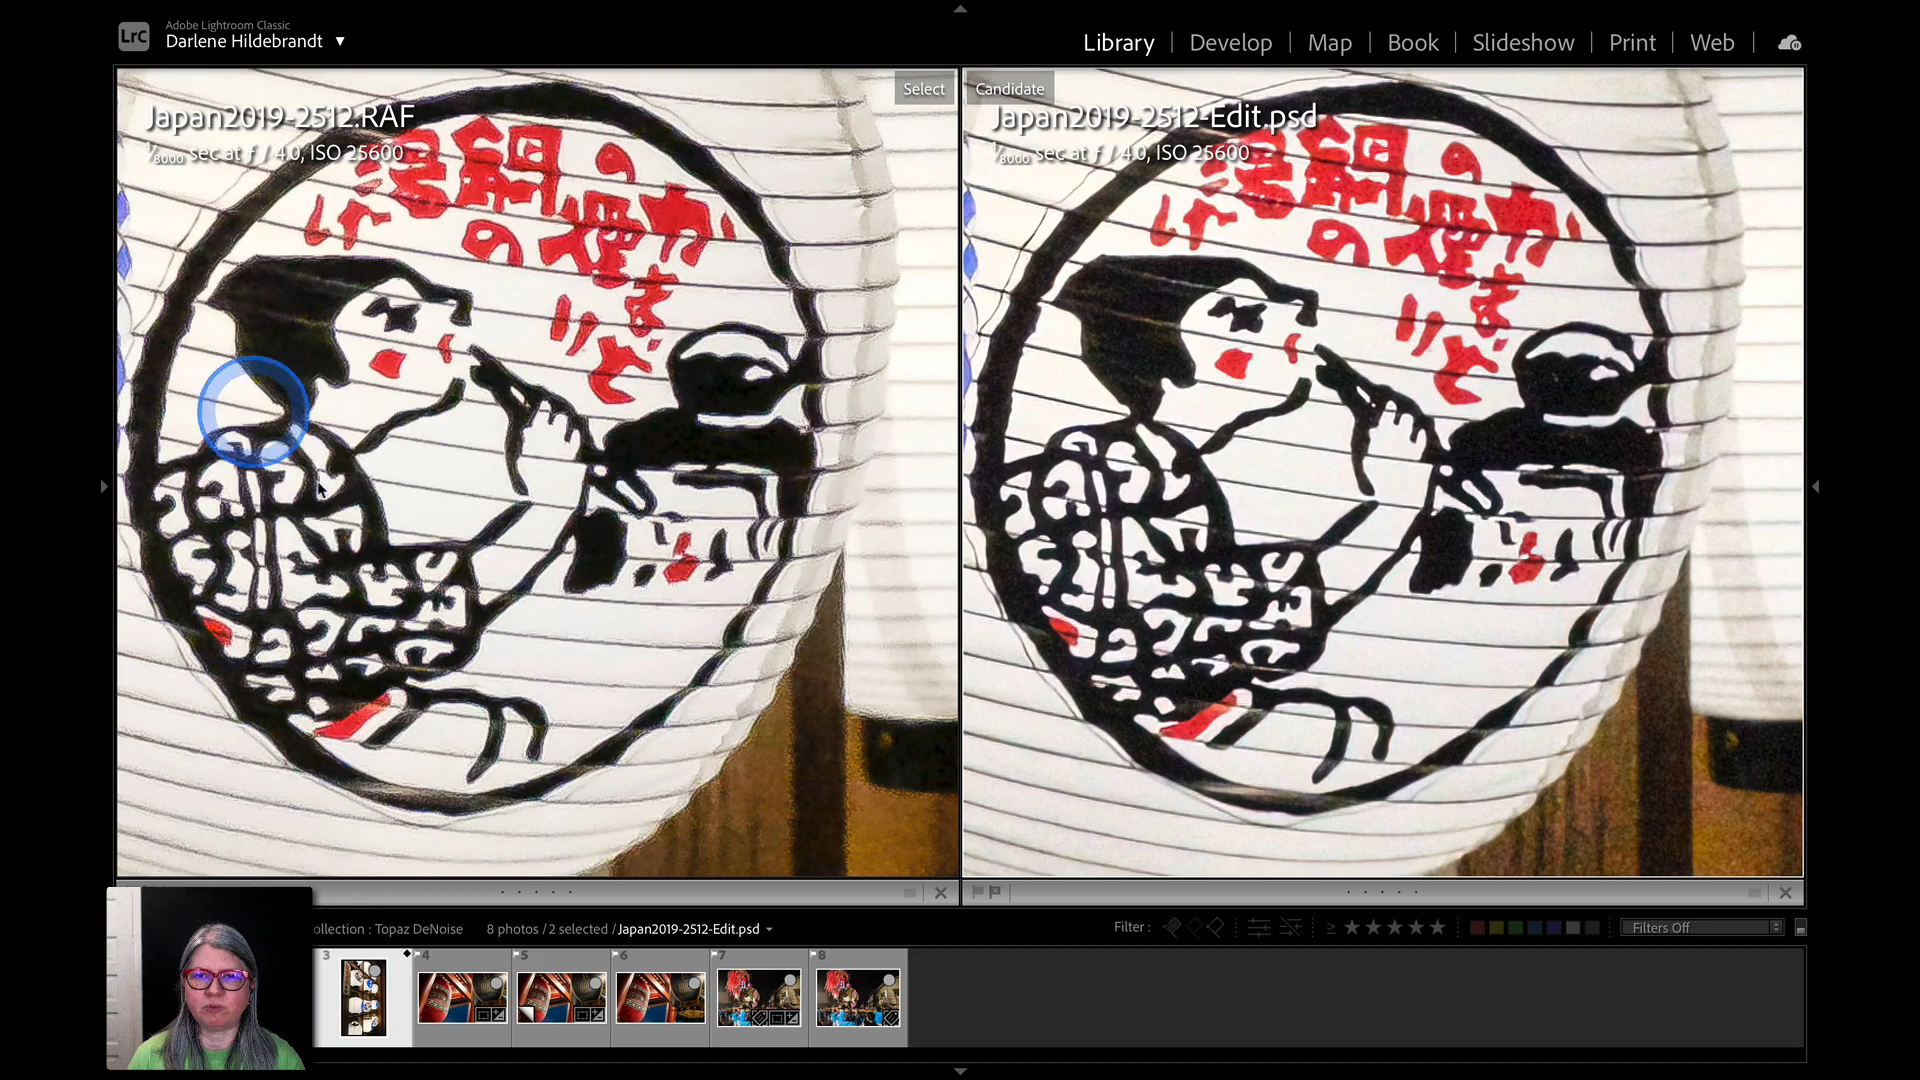 LrC
Adobe Lightroom Classic
Darlene Hildebrandt
Library | Develop | Map | Book | Slideshow | Print | Web
Japan2019-2512.RAF
1/8000 sec at ƒ / 4.0, ISO 25600
Select
Candidate
Japan2019-2512-Edit.psd
1/8000 sec at ƒ / 4.0, ISO 25600
ollection : Topaz DeNoise
8 photos / 2 selected / Japan2019-2512-Edit.psd
Filter :
Filters Off
3
4
5
6
7
8